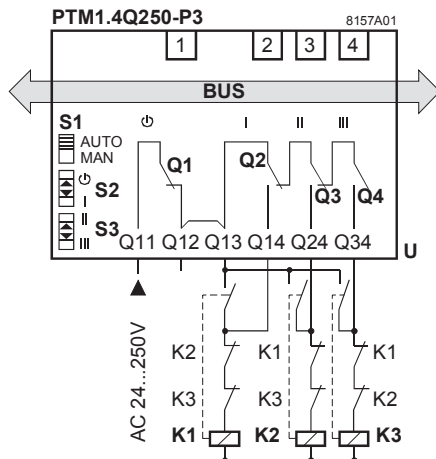 PTM1.4Q250-P3
8157A01
1 2 3 4
BUS
S1
AUTO
MAN
S2
I
S3
II
III
I II III
Q1 Q2 Q3 Q4
Q11 Q12 Q13 Q14 Q24 Q34
U
AC 24...250V
K2 K1 K1
K3 K3 K2
K1 K2 K3